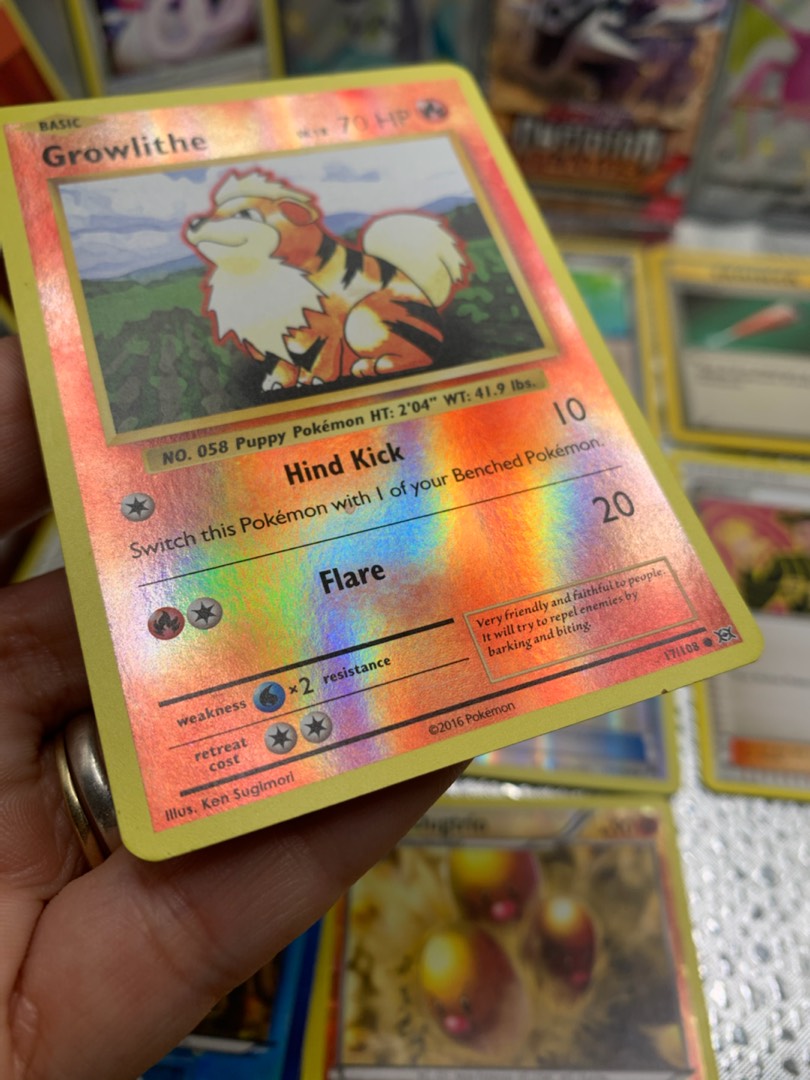 BASIC
Growlithe
LV.18 70 HP
NO. 058 Puppy Pokémon HT: 2'04" WT: 41.9 lbs.
Hind Kick 10
Switch this Pokémon with 1 of your Benched Pokémon.
Flare 20
weakness ×2 resistance
Very friendly and faithful to people.
It will try to repel enemies by
barking and biting.
retreat
cost
©2016 Pokémon
17/108
Illus. Ken Sugimori